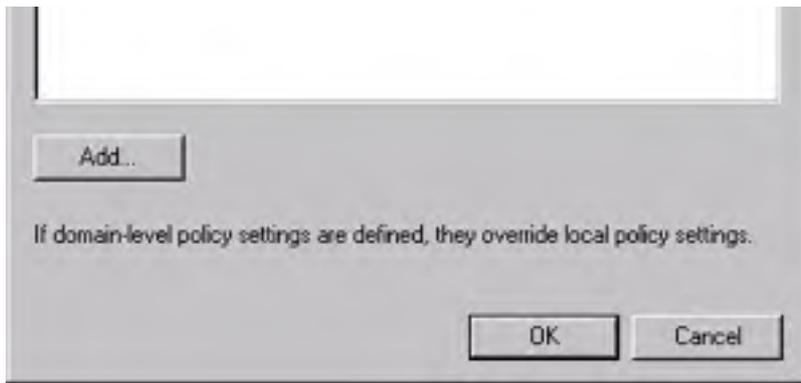 Add...
If domain-level policy settings are defined, they override local policy settings.
OK
Cancel